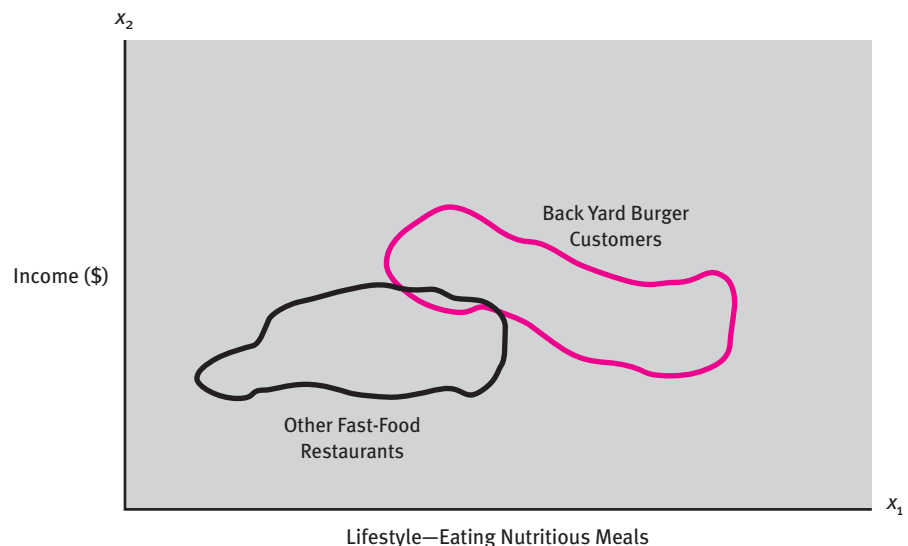 x₂
Back Yard Burger
Customers
Income ($)
Other Fast-Food
Restaurants
x₁
Lifestyle—Eating Nutritious Meals